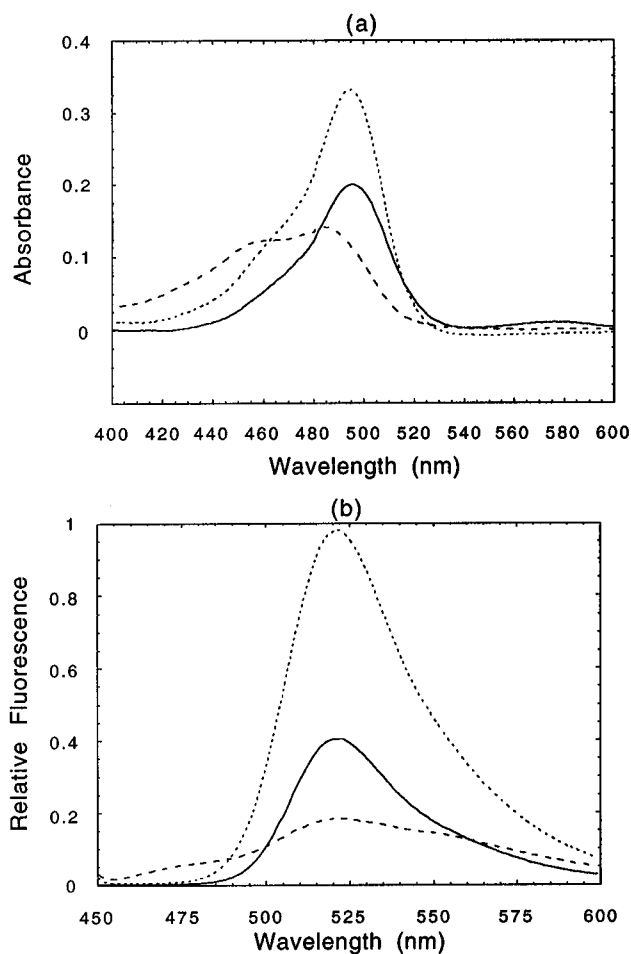 (a)
0.4
0.3
0.2
0.1
0
Absorbance
400 420 440 460 480 500 520 540 560 580 600
Wavelength (nm)
(b)
1
0.8
0.6
0.4
0.2
0
Relative Fluorescence
450 475 500 525 550 575 600
Wavelength (nm)